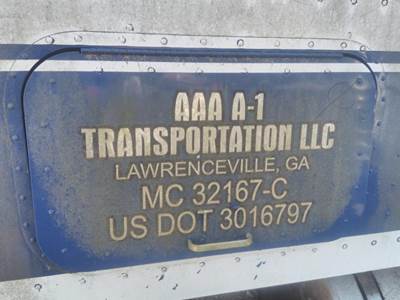 AAA A-1
TRANSPORTATION LLC
LAWRENCEVILLE, GA
MC 32167-C
US DOT 3016797